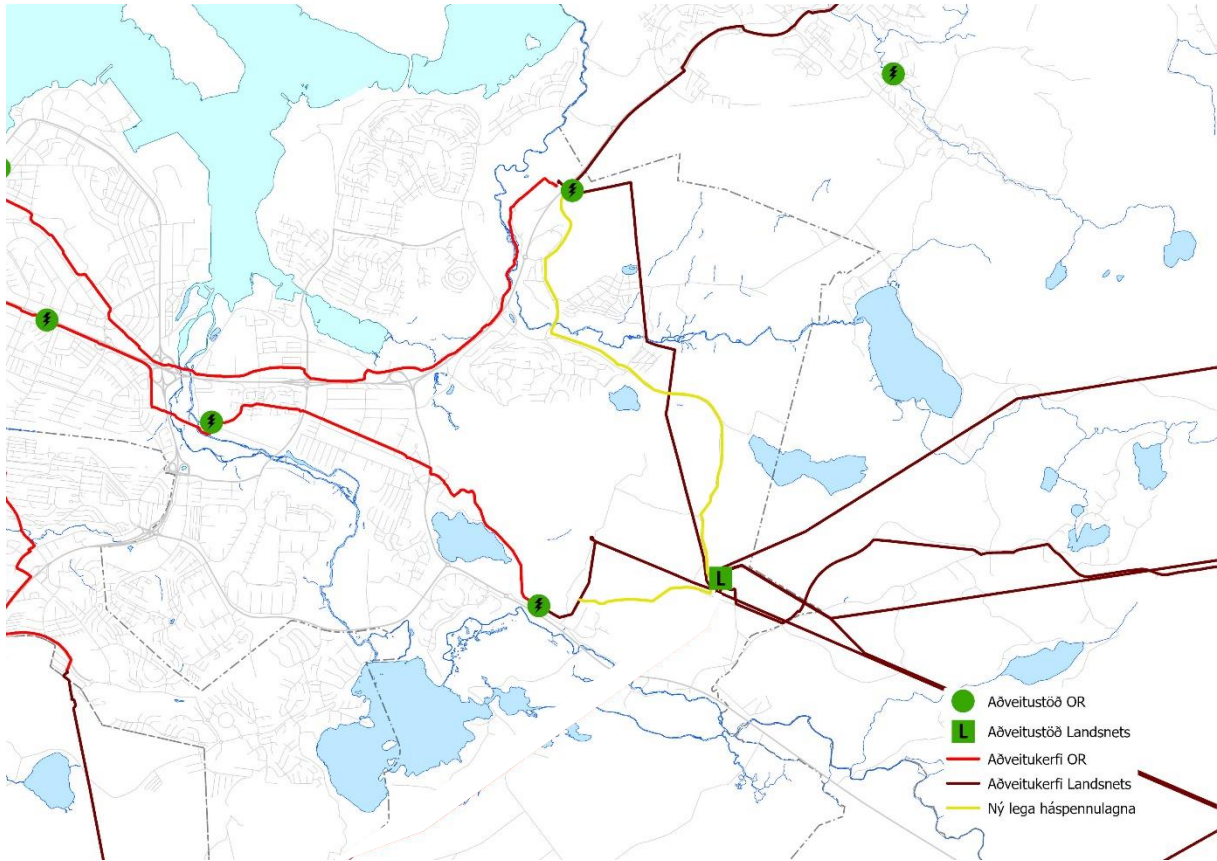 L
Aðveitustöð OR
L Aðveitustöð Landsnets
Aðveitukerfi OR
Aðveitukerfi Landsnets
Ný lega háspennulagna